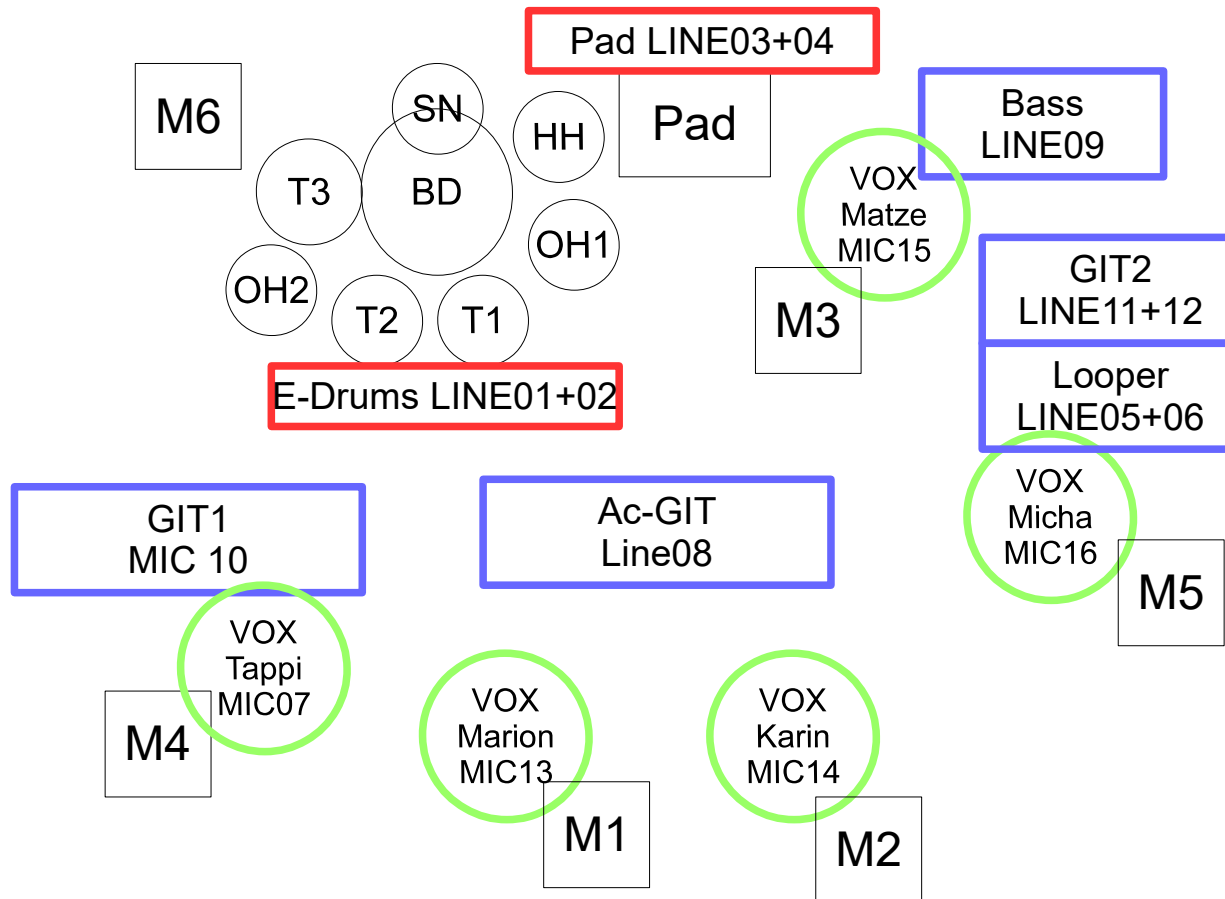 Pad LINE03+04
M6
SN
HH
Pad
Bass
LINE09
T3
BD
VOX
Matze
MIC15
OH1
OH2
T2
T1
M3
GIT2
LINE11+12
E-Drums LINE01+02
Looper
LINE05+06
GIT1
MIC 10
Ac-GIT
Line08
VOX
Micha
MIC16
M5
VOX
Tappi
MIC07
M4
VOX
Marion
MIC13
M1
VOX
Karin
MIC14
M2